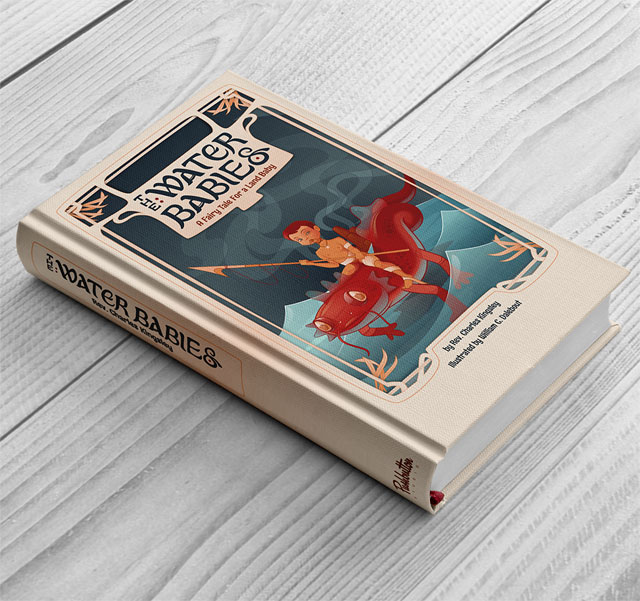 THE
WATER
BABIES
A Fairy Tale For a Land Baby
by Rev. Charles Kingsley
Illustrated by William C. Oakbauf
THE
WATER BABIES
Rev. Charles Kingsley